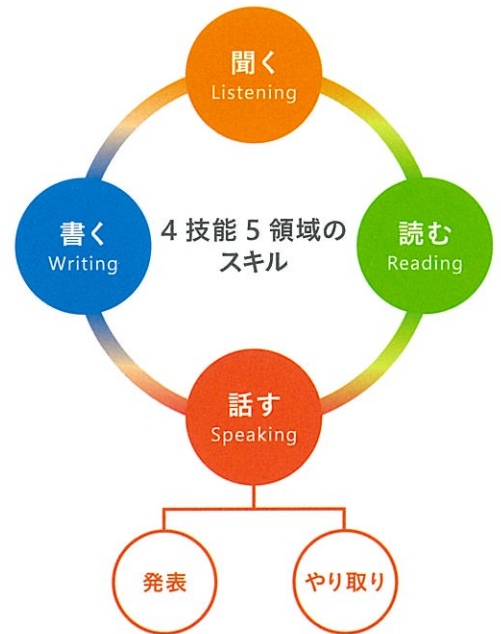 聞く
Listening
書く
Writing
4技能5領域の
スキル
読む
Reading
話す
Speaking
発表
やり取り